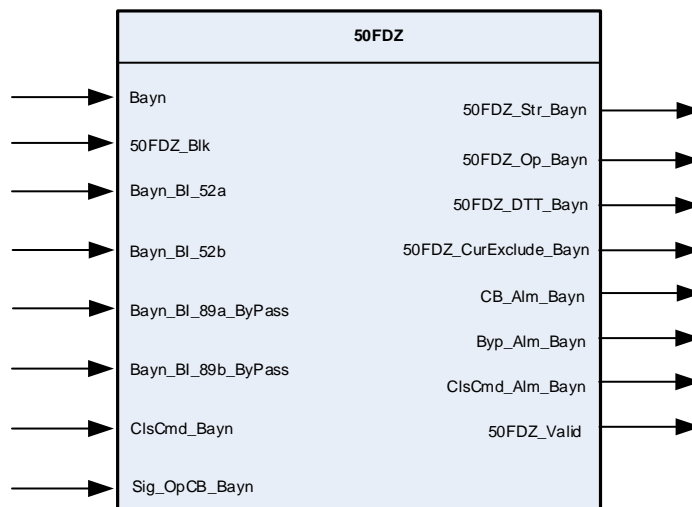 50FDZ
Bayn
50FDZ_Blk
Bayn_BI_52a
Bayn_BI_52b
Bayn_BI_89a_ByPass
Bayn_BI_89b_ByPass
ClsCmd_Bayn
Sig_OpCB_Bayn
50FDZ_Str_Bayn
50FDZ_Op_Bayn
50FDZ_DTT_Bayn
50FDZ_CurExclude_Bayn
CB_Alm_Bayn
Byp_Alm_Bayn
ClsCmd_Alm_Bayn
50FDZ_Valid